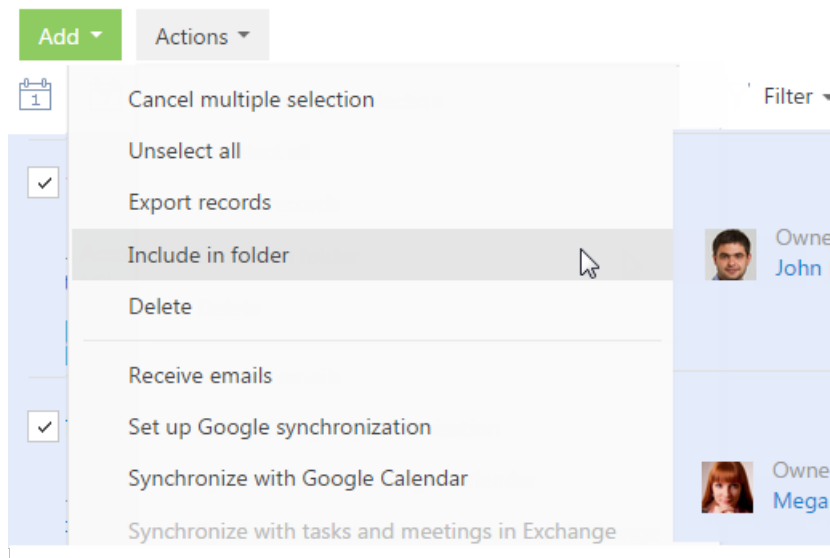 Add Actions
1 Filter
Cancel multiple selection
Unselect all
Export records
Include in folder
Owne
John
Delete
Receive emails
Set up Google synchronization
Synchronize with Google Calendar
Owne
Mega
Synchronize with tasks and meetings in Exchange